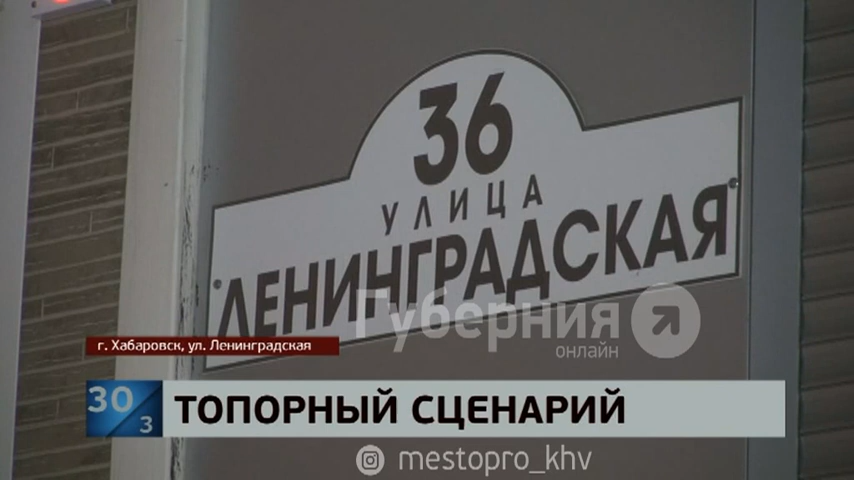 36
УЛИЦА
ЛЕНИНГРАДСКАЯ
Губерния
онлайн
г. Хабаровск, ул. Ленинградская
30
3
ТОПОРНЫЙ СЦЕНАРИЙ
mestopro_khv